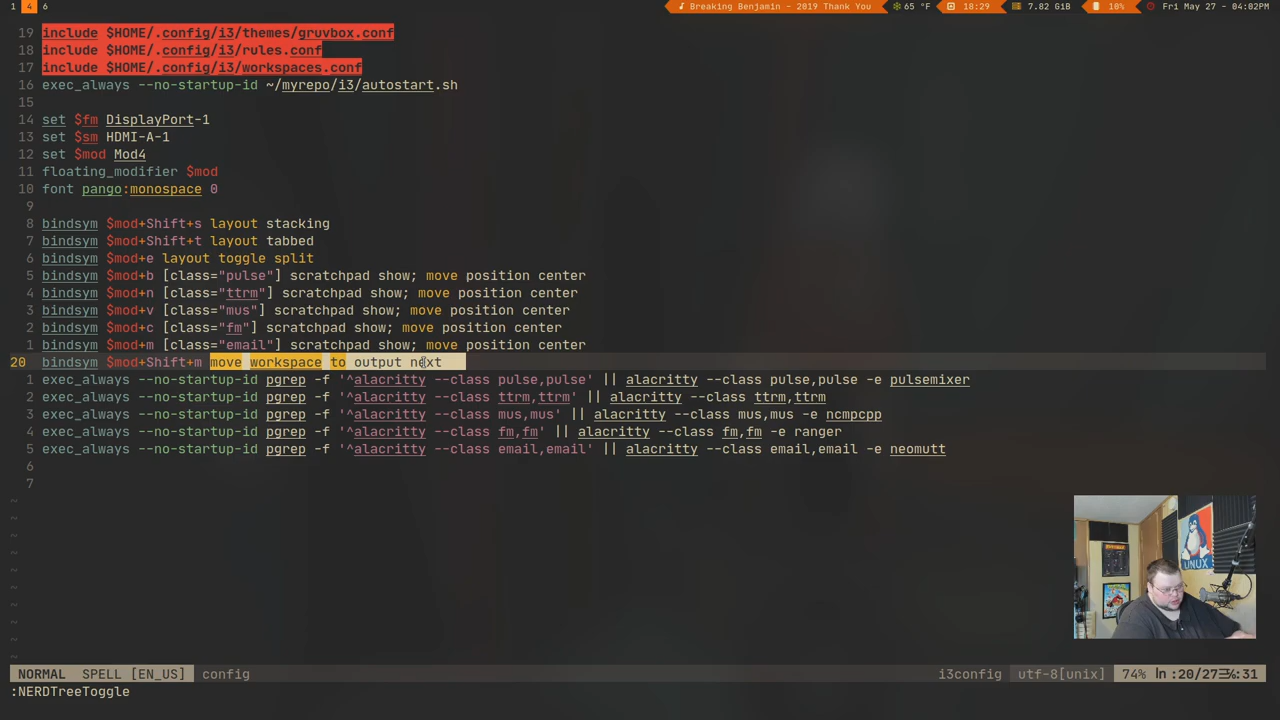 1 4 6
Breaking Benjamin – 2019 Thank You
65 °F
18:29
7.82 GiB
10%
Fri May 27 - 04:02PM
19 include $HOME/.config/i3/themes/gruvbox.conf
18 include $HOME/.config/i3/rules.conf
17 include $HOME/.config/i3/workspaces.conf
16 exec_always --no-startup-id ~/myrepo/i3/autostart.sh
15
14 set $fm DisplayPort-1
13 set $sm HDMI-A-1
12 set $mod Mod4
11 floating_modifier $mod
10 font pango:monospace 0
9
8 bindsym $mod+Shift+s layout stacking
7 bindsym $mod+Shift+t layout tabbed
6 bindsym $mod+e layout toggle split
5 bindsym $mod+b [class="pulse"] scratchpad show; move position center
4 bindsym $mod+n [class="ttrm"] scratchpad show; move position center
3 bindsym $mod+v [class="mus"] scratchpad show; move position center
2 bindsym $mod+c [class="fm"] scratchpad show; move position center
1 bindsym $mod+m [class="email"] scratchpad show; move position center
20 bindsym $mod+Shift+m move workspace to output next
1 exec_always --no-startup-id pgrep -f '^alacritty --class pulse,pulse' || alacritty --class pulse,pulse -e pulsemixer
2 exec_always --no-startup-id pgrep -f '^alacritty --class ttrm,ttrm' || alacritty --class ttrm,ttrm
3 exec_always --no-startup-id pgrep -f '^alacritty --class mus,mus' || alacritty --class mus,mus -e ncmpcpp
4 exec_always --no-startup-id pgrep -f '^alacritty --class fm,fm' || alacritty --class fm,fm -e ranger
5 exec_always --no-startup-id pgrep -f '^alacritty --class email,email' || alacritty --class email,email -e neomutt
6
7
~
~
~
~
~
~
~
~
~
~
UNUX
NORMAL SPELL [EN_US] config i3config utf-8[unix] 74% ln :20/27 :31
:NERDTreeToggle